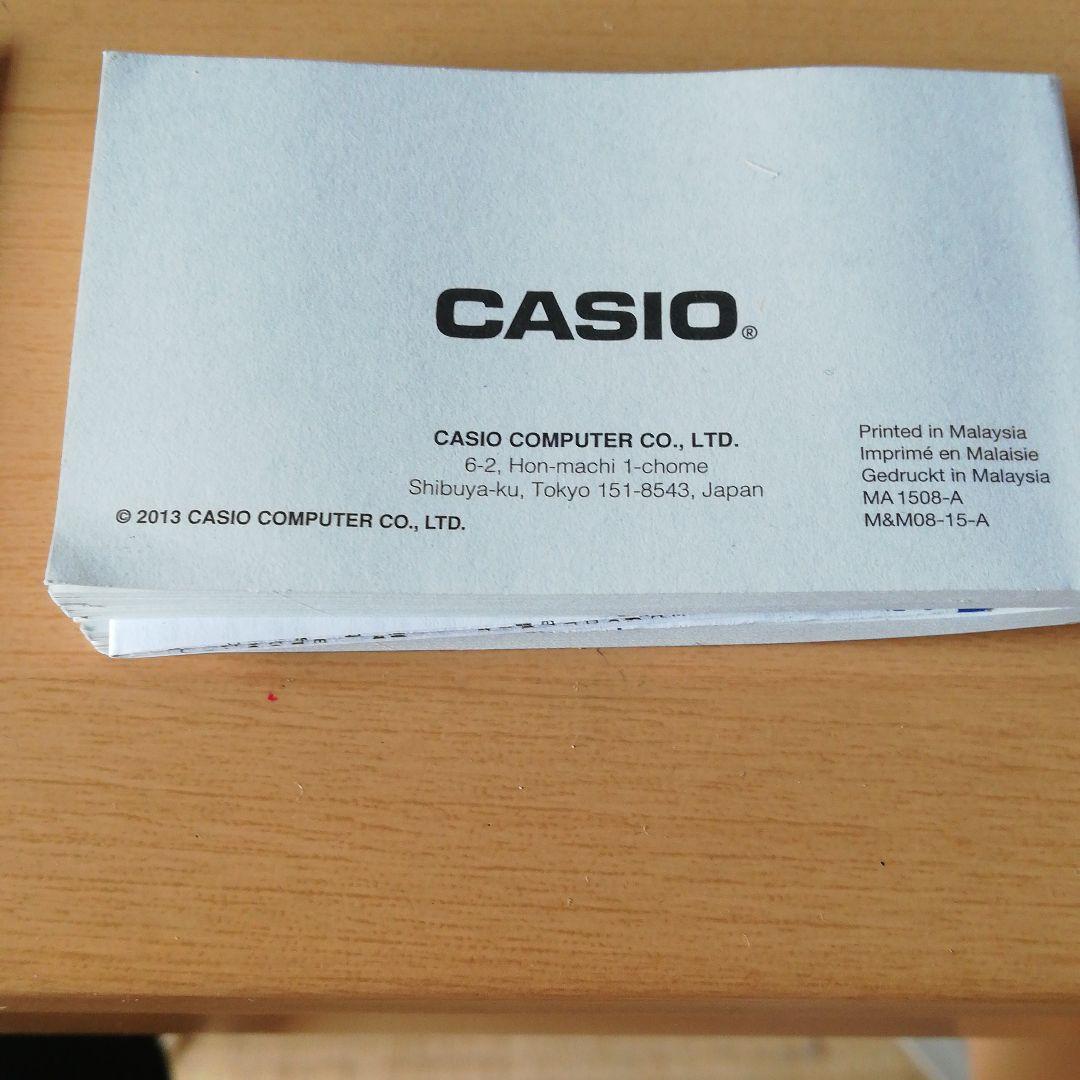 CASIO®
CASIO COMPUTER CO., LTD.
6-2, Hon-machi 1-chome
Shibuya-ku, Tokyo 151-8543, Japan
© 2013 CASIO COMPUTER CO., LTD.
Printed in Malaysia
Imprimé en Malaisie
Gedruckt in Malaysia
MA 1508-A
M&M08-15-A